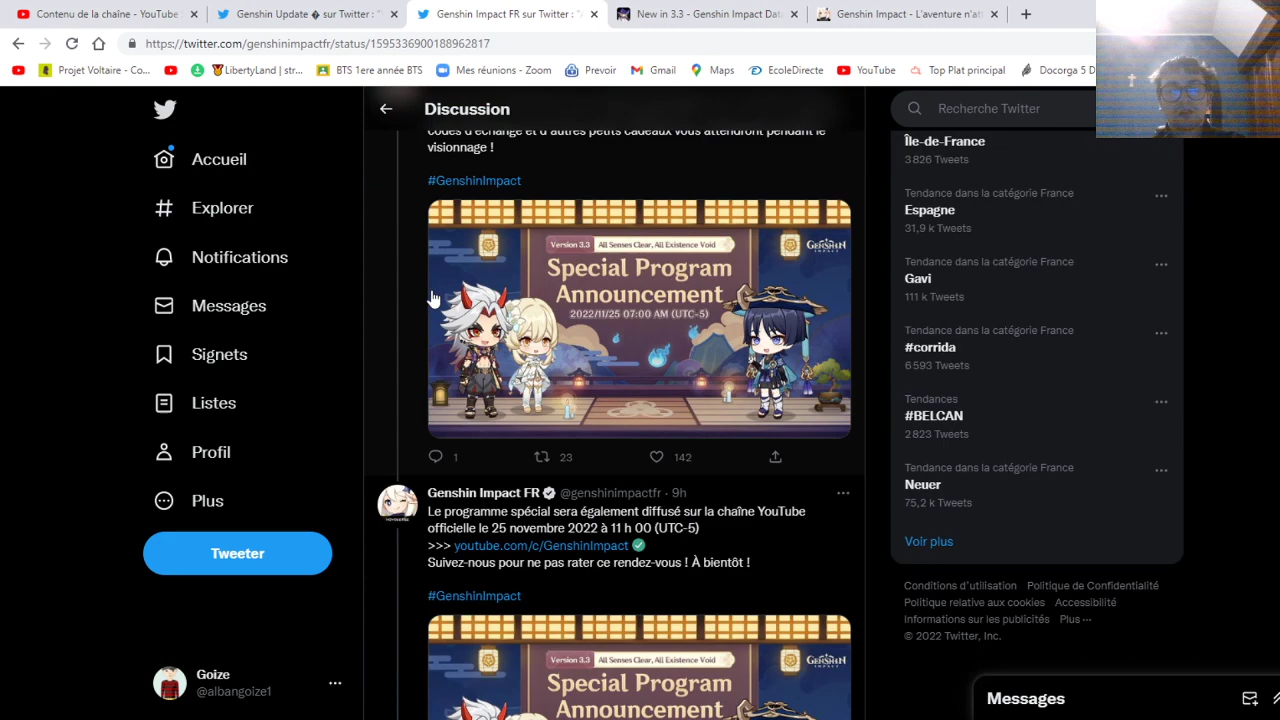 Contenu de la chaîne - YouTube
Genshin Update � sur Twitter : "
Genshin Impact FR sur Twitter : "
New in 3.3 - Genshin Impact Dat
Genshin Impact - L'aventure n'at
https://twitter.com/genshinimpactfr/status/1595336900188962817
Projet Voltaire - Co...
LibertyLand | str...
BTS 1ere année BTS
Mes réunions - Zoom
Prevoir
Gmail
Maps
EcoleDirecte
YouTube
Top Plat principal
Docorga 5 D
Accueil
Explorer
Notifications
Messages
Signets
Listes
Profil
Plus
Tweeter
Goize
@albangoize1
Discussion
codes d'échange et d'autres petits cadeaux vous attendront pendant le
visionnage !
#GenshinImpact
Version 3.3 All Senses Clear, All Existence Void
GENSHIN
IMPACT
Special Program
Announcement
2022/11/25 07:00 AM (UTC-5)
1 23 142
Genshin Impact FR @genshinimpactfr · 9h
Le programme spécial sera également diffusé sur la chaîne YouTube
officielle le 25 novembre 2022 à 11 h 00 (UTC-5)
>>> youtube.com/c/GenshinImpact
Suivez-nous pour ne pas rater ce rendez-vous ! À bientôt !
#GenshinImpact
Version 3.3 All Senses Clear, All Existence Void
GENSHIN
IMPACT
Special Program
Announcement
Recherche Twitter
Île-de-France
3 826 Tweets
Tendance dans la catégorie France
Espagne
31,9 k Tweets
Tendance dans la catégorie France
Gavi
111 k Tweets
Tendance dans la catégorie France
#corrida
6 593 Tweets
Tendances
#BELCAN
2 823 Tweets
Tendance dans la catégorie France
Neuer
75,2 k Tweets
Voir plus
Conditions d'utilisation Politique de Confidentialité
Politique relative aux cookies Accessibilité
Informations sur les publicités Plus ···
© 2022 Twitter, Inc.
Messages